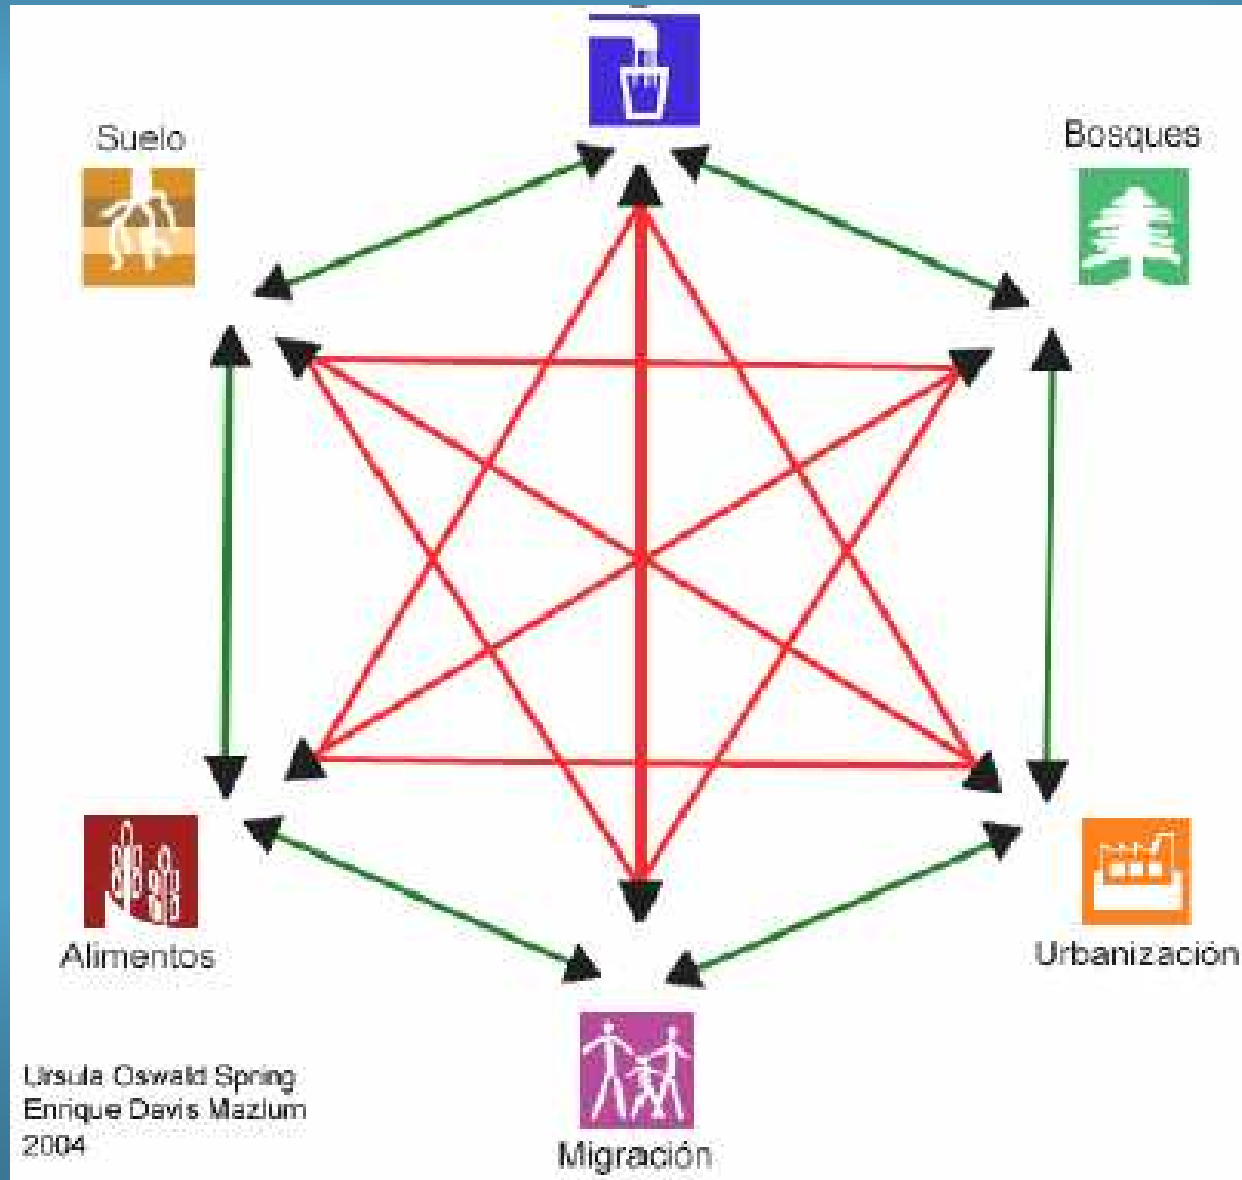 Suelo
Bosques
Alimentos
Urbanización
Migración
Ursula Oswald Spring
Enrique Davis Mazlum
2004